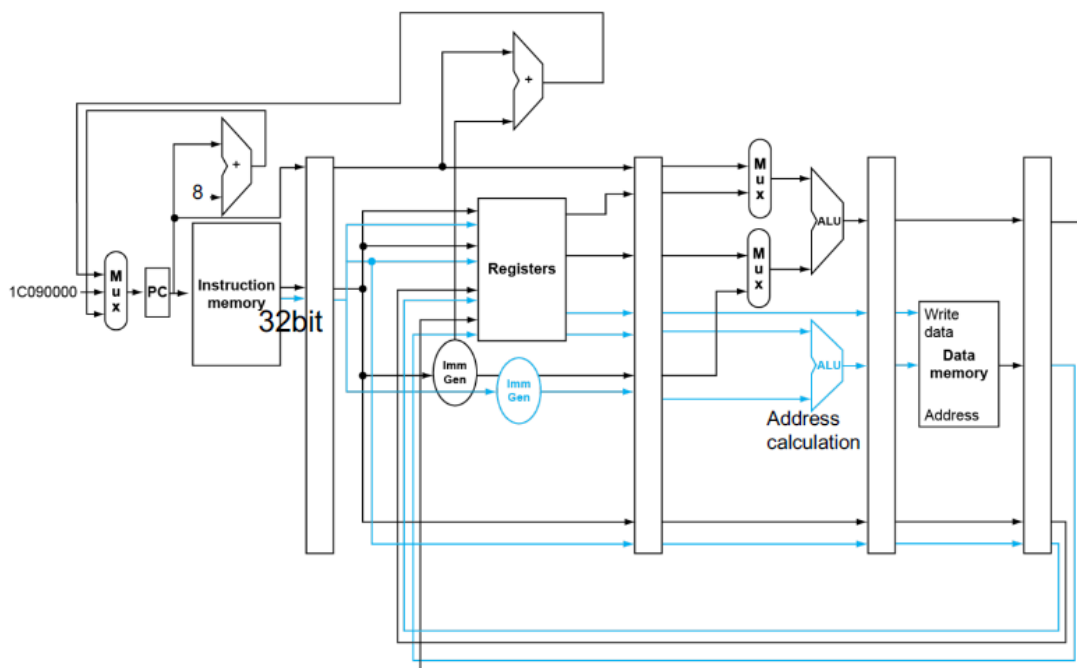 +
+
8
1C090000
M
u
x
PC
Instruction
memory
32bit
Registers
Imm
Gen
Imm
Gen
M
u
x
M
u
x
ALU
ALU
Address
calculation
Write
data
Data
memory
Address